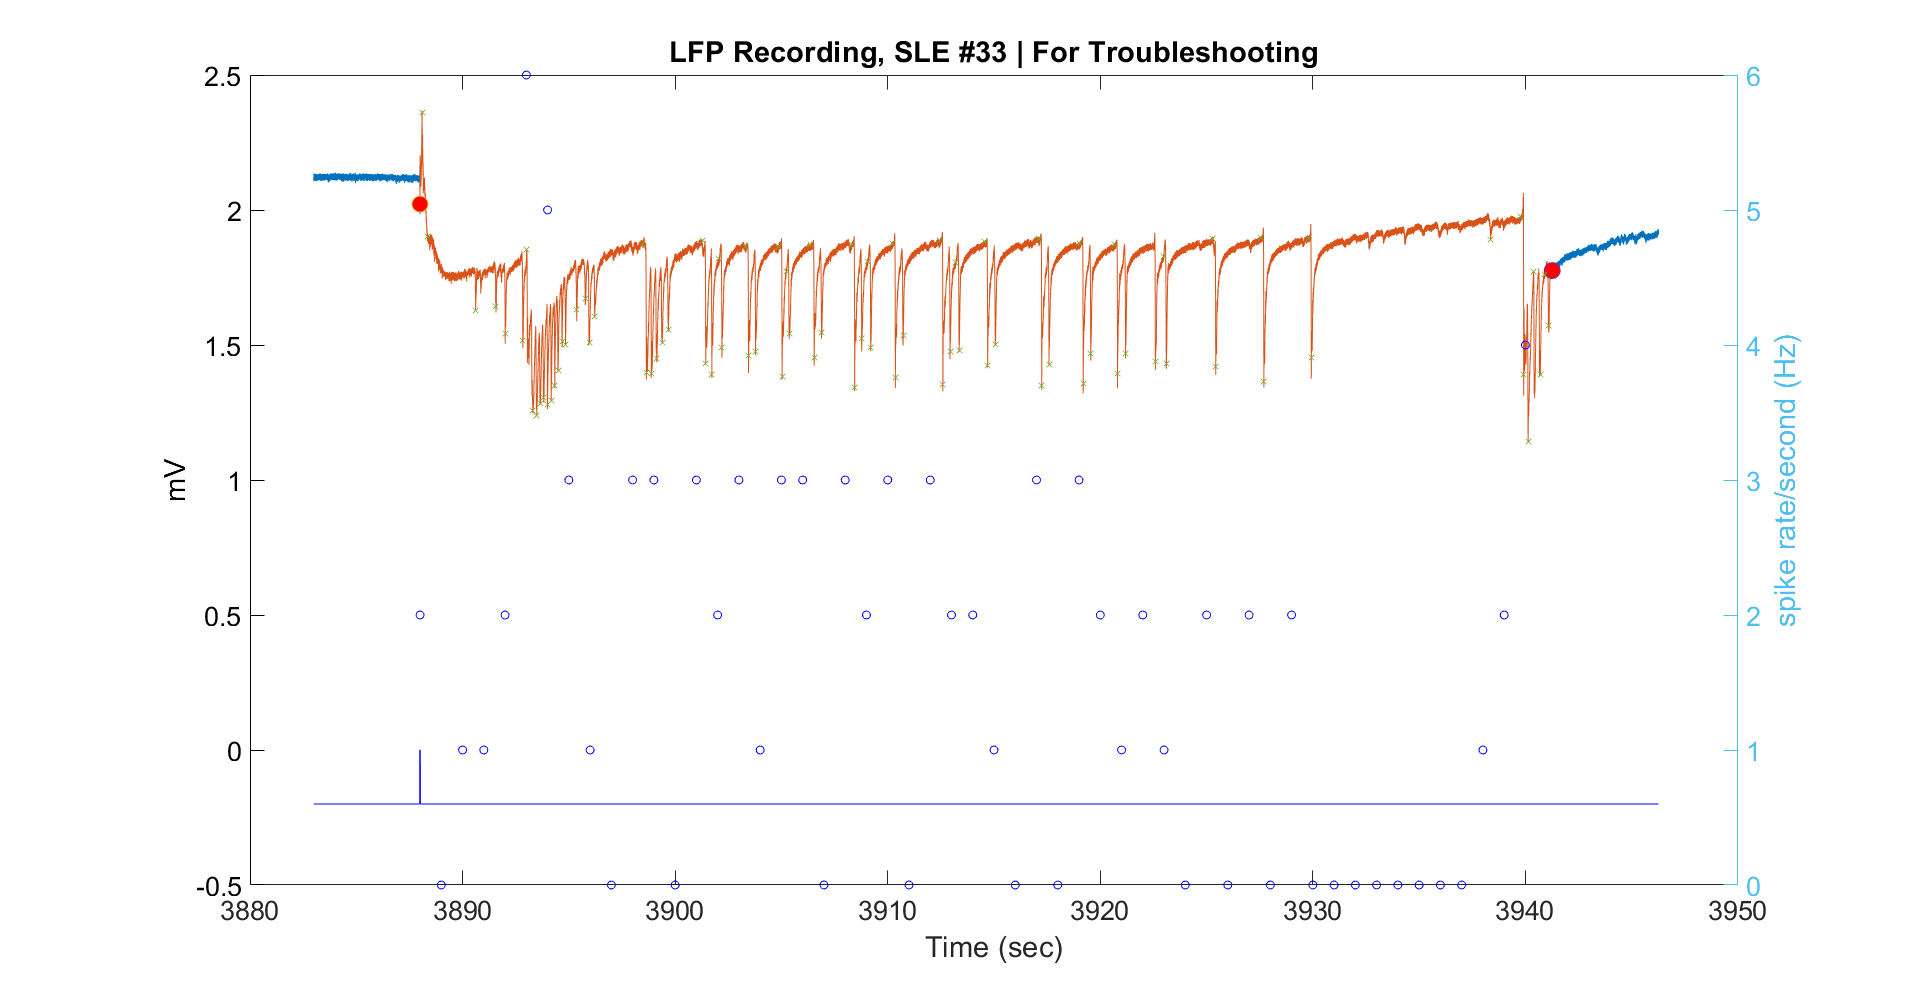 LFP Recording, SLE #33 | For Troubleshooting
2.5
2
1.5
1
0.5
0
-0.5
mV
6
5
4
3
2
1
0
spike rate/second (Hz)
3880 3890 3900 3910 3920 3930 3940 3950
Time (sec)